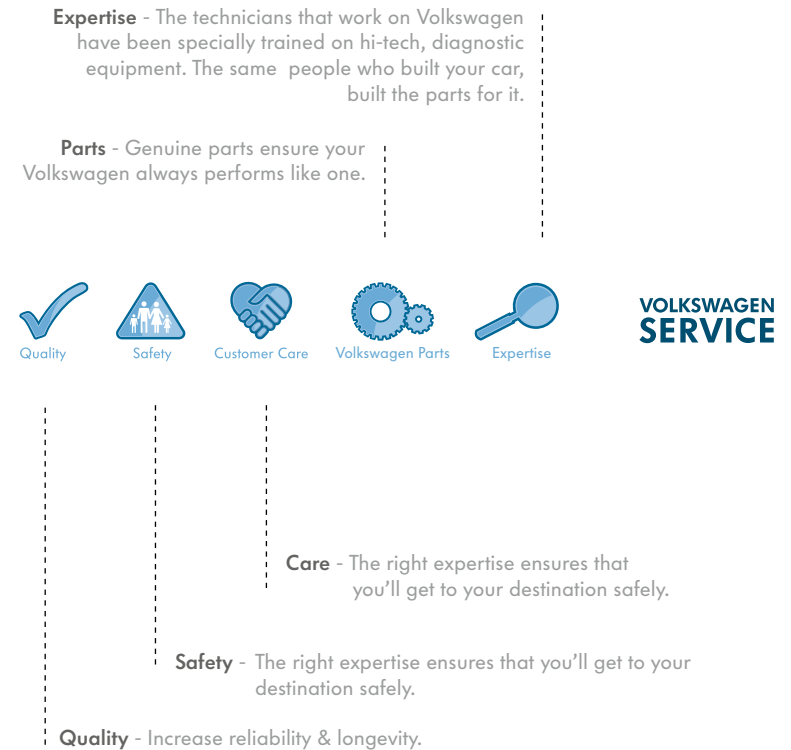 Expertise - The technicians that work on Volkswagen
have been specially trained on hi-tech, diagnostic
equipment. The same people who built your car,
built the parts for it.
Parts - Genuine parts ensure your
Volkswagen always performs like one.
Quality
Safety
Customer Care
Volkswagen Parts
Expertise
VOLKSWAGEN
SERVICE
Care - The right expertise ensures that
you'll get to your destination safely.
Safety - The right expertise ensures that you'll get to your
destination safely.
Quality - Increase reliability & longevity.